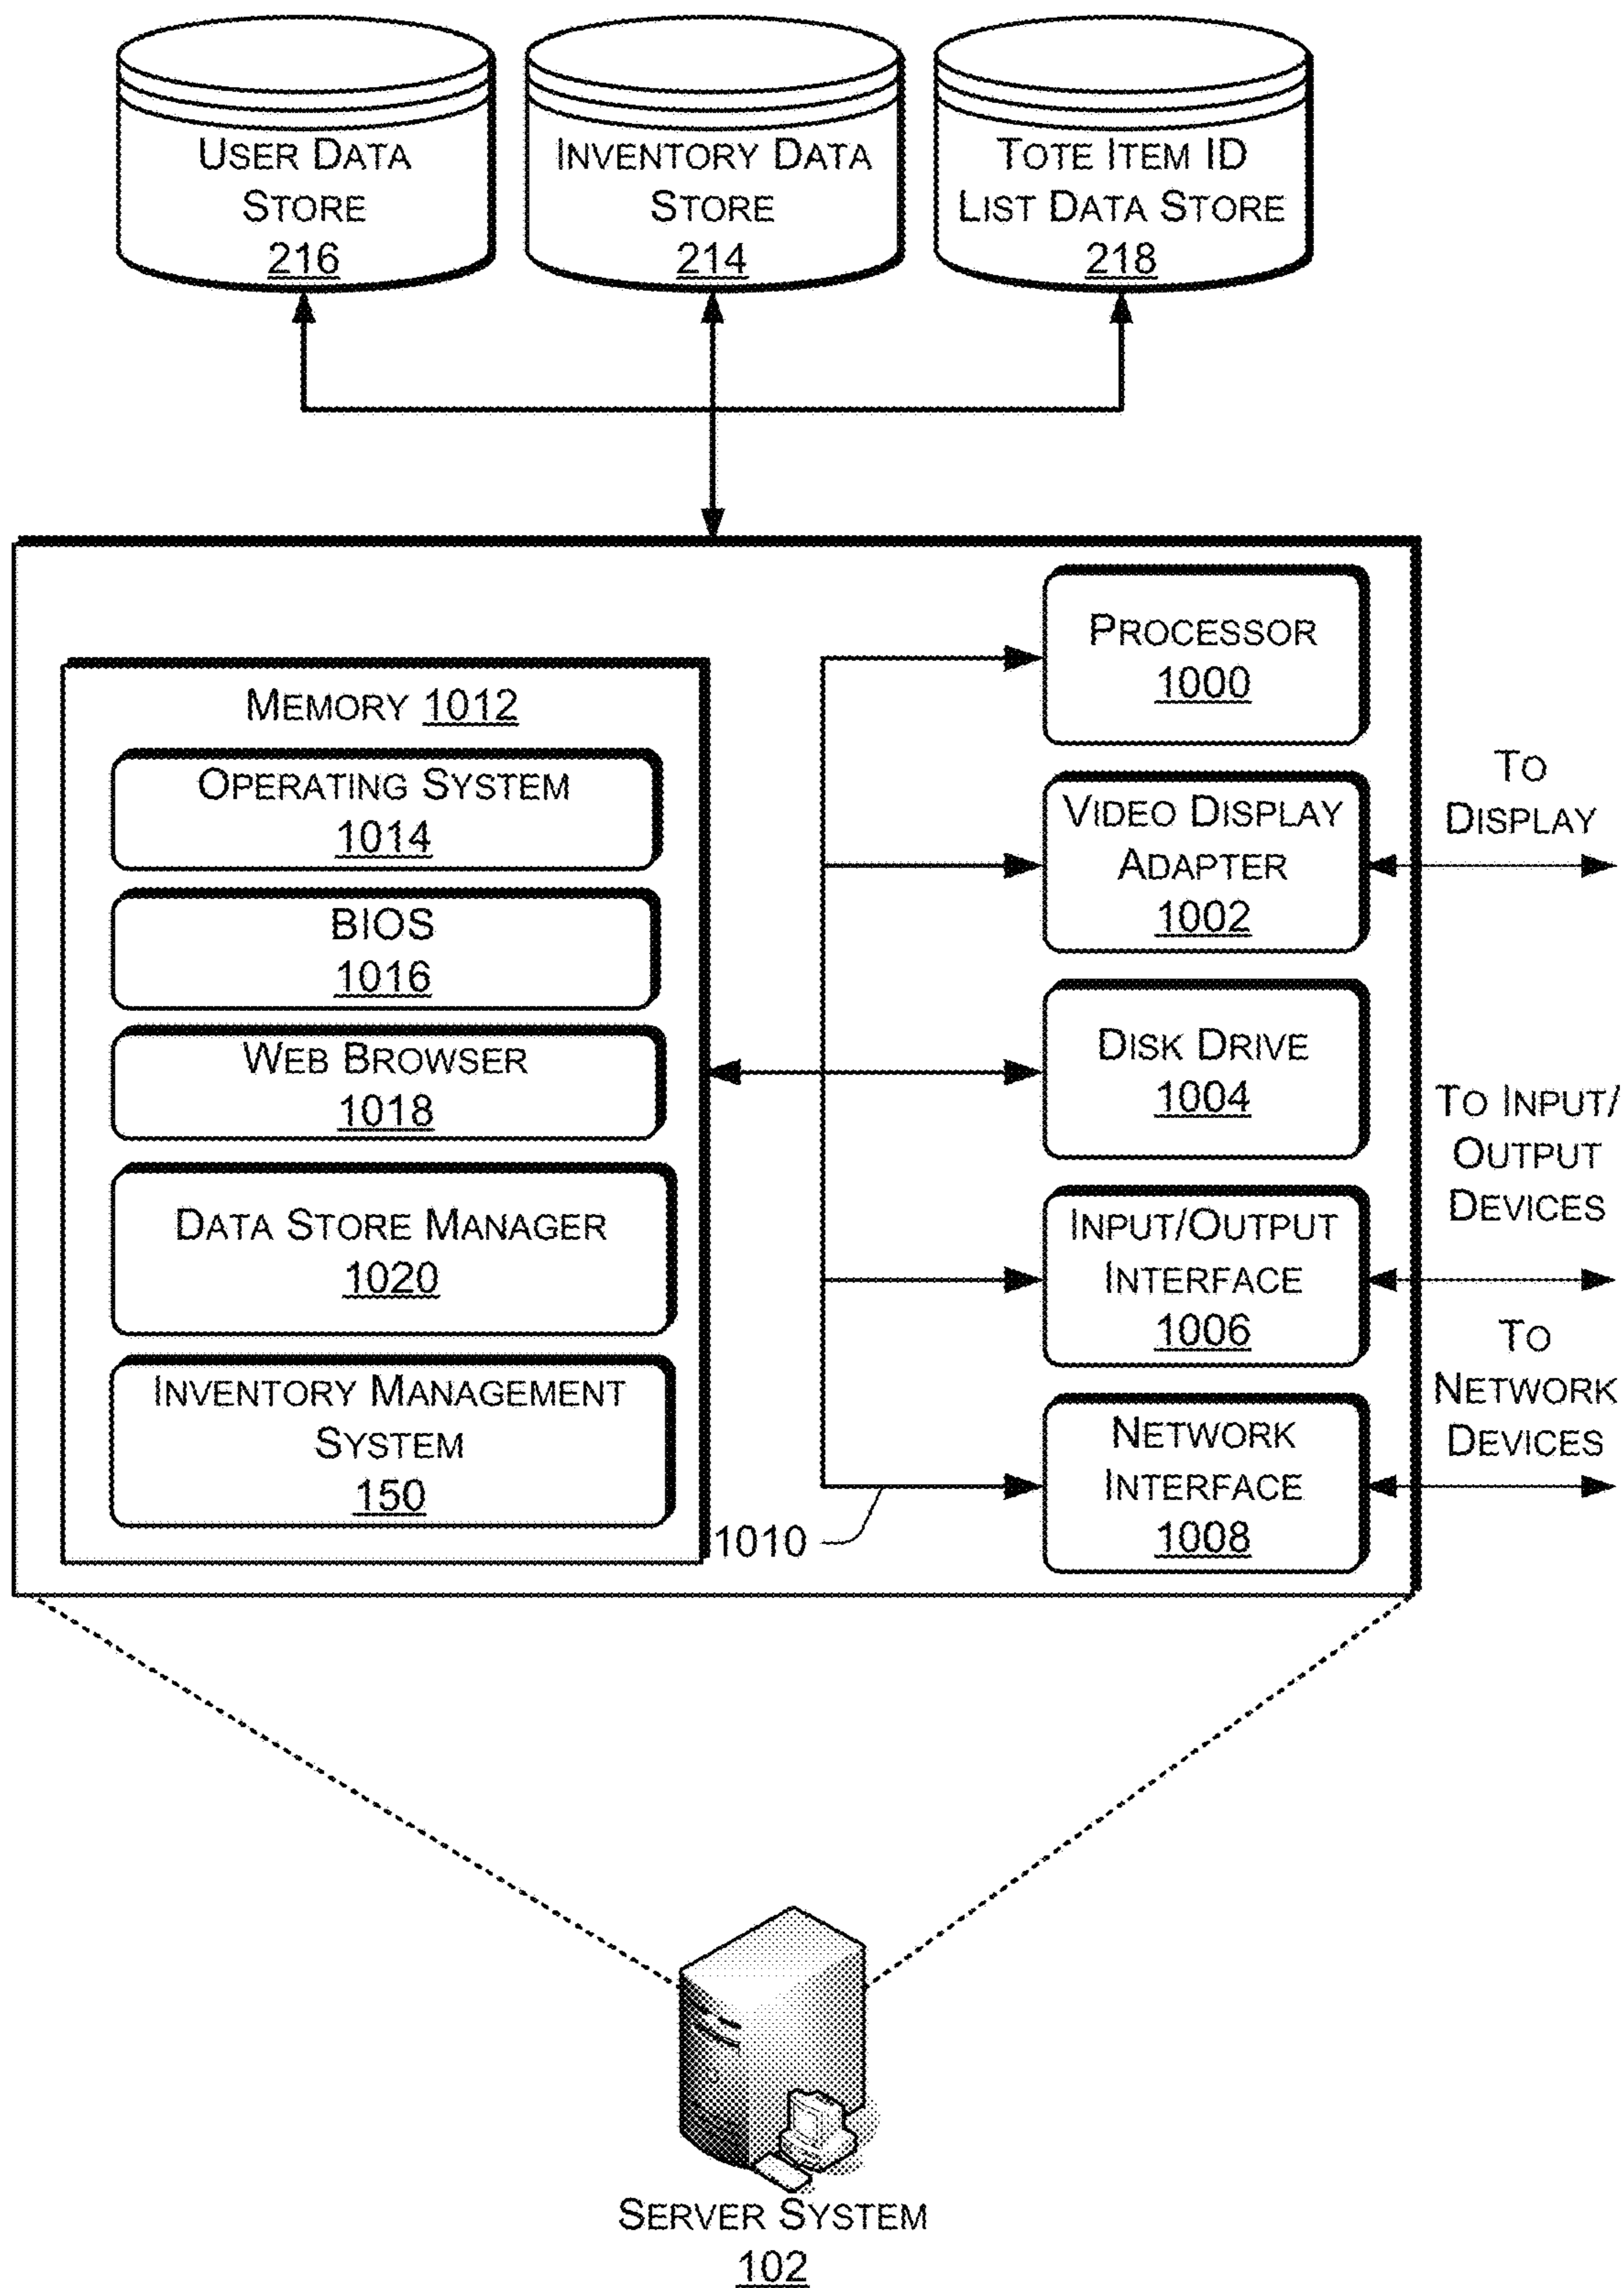 USER DATA
STORE
216
INVENTORY DATA
STORE
214
TOTE ITEM ID
LIST DATA STORE
218
MEMORY 1012
OPERATING SYSTEM
1014
BIOS
1016
WEB BROWSER
1018
DATA STORE MANAGER
1020
INVENTORY MANAGEMENT
SYSTEM
150
PROCESSOR
1000
VIDEO DISPLAY
ADAPTER
1002
DISK DRIVE
1004
INPUT/OUTPUT
INTERFACE
1006
NETWORK
INTERFACE
1008
1010
TO
DISPLAY
TO INPUT/
OUTPUT
DEVICES
TO
NETWORK
DEVICES
SERVER SYSTEM
102